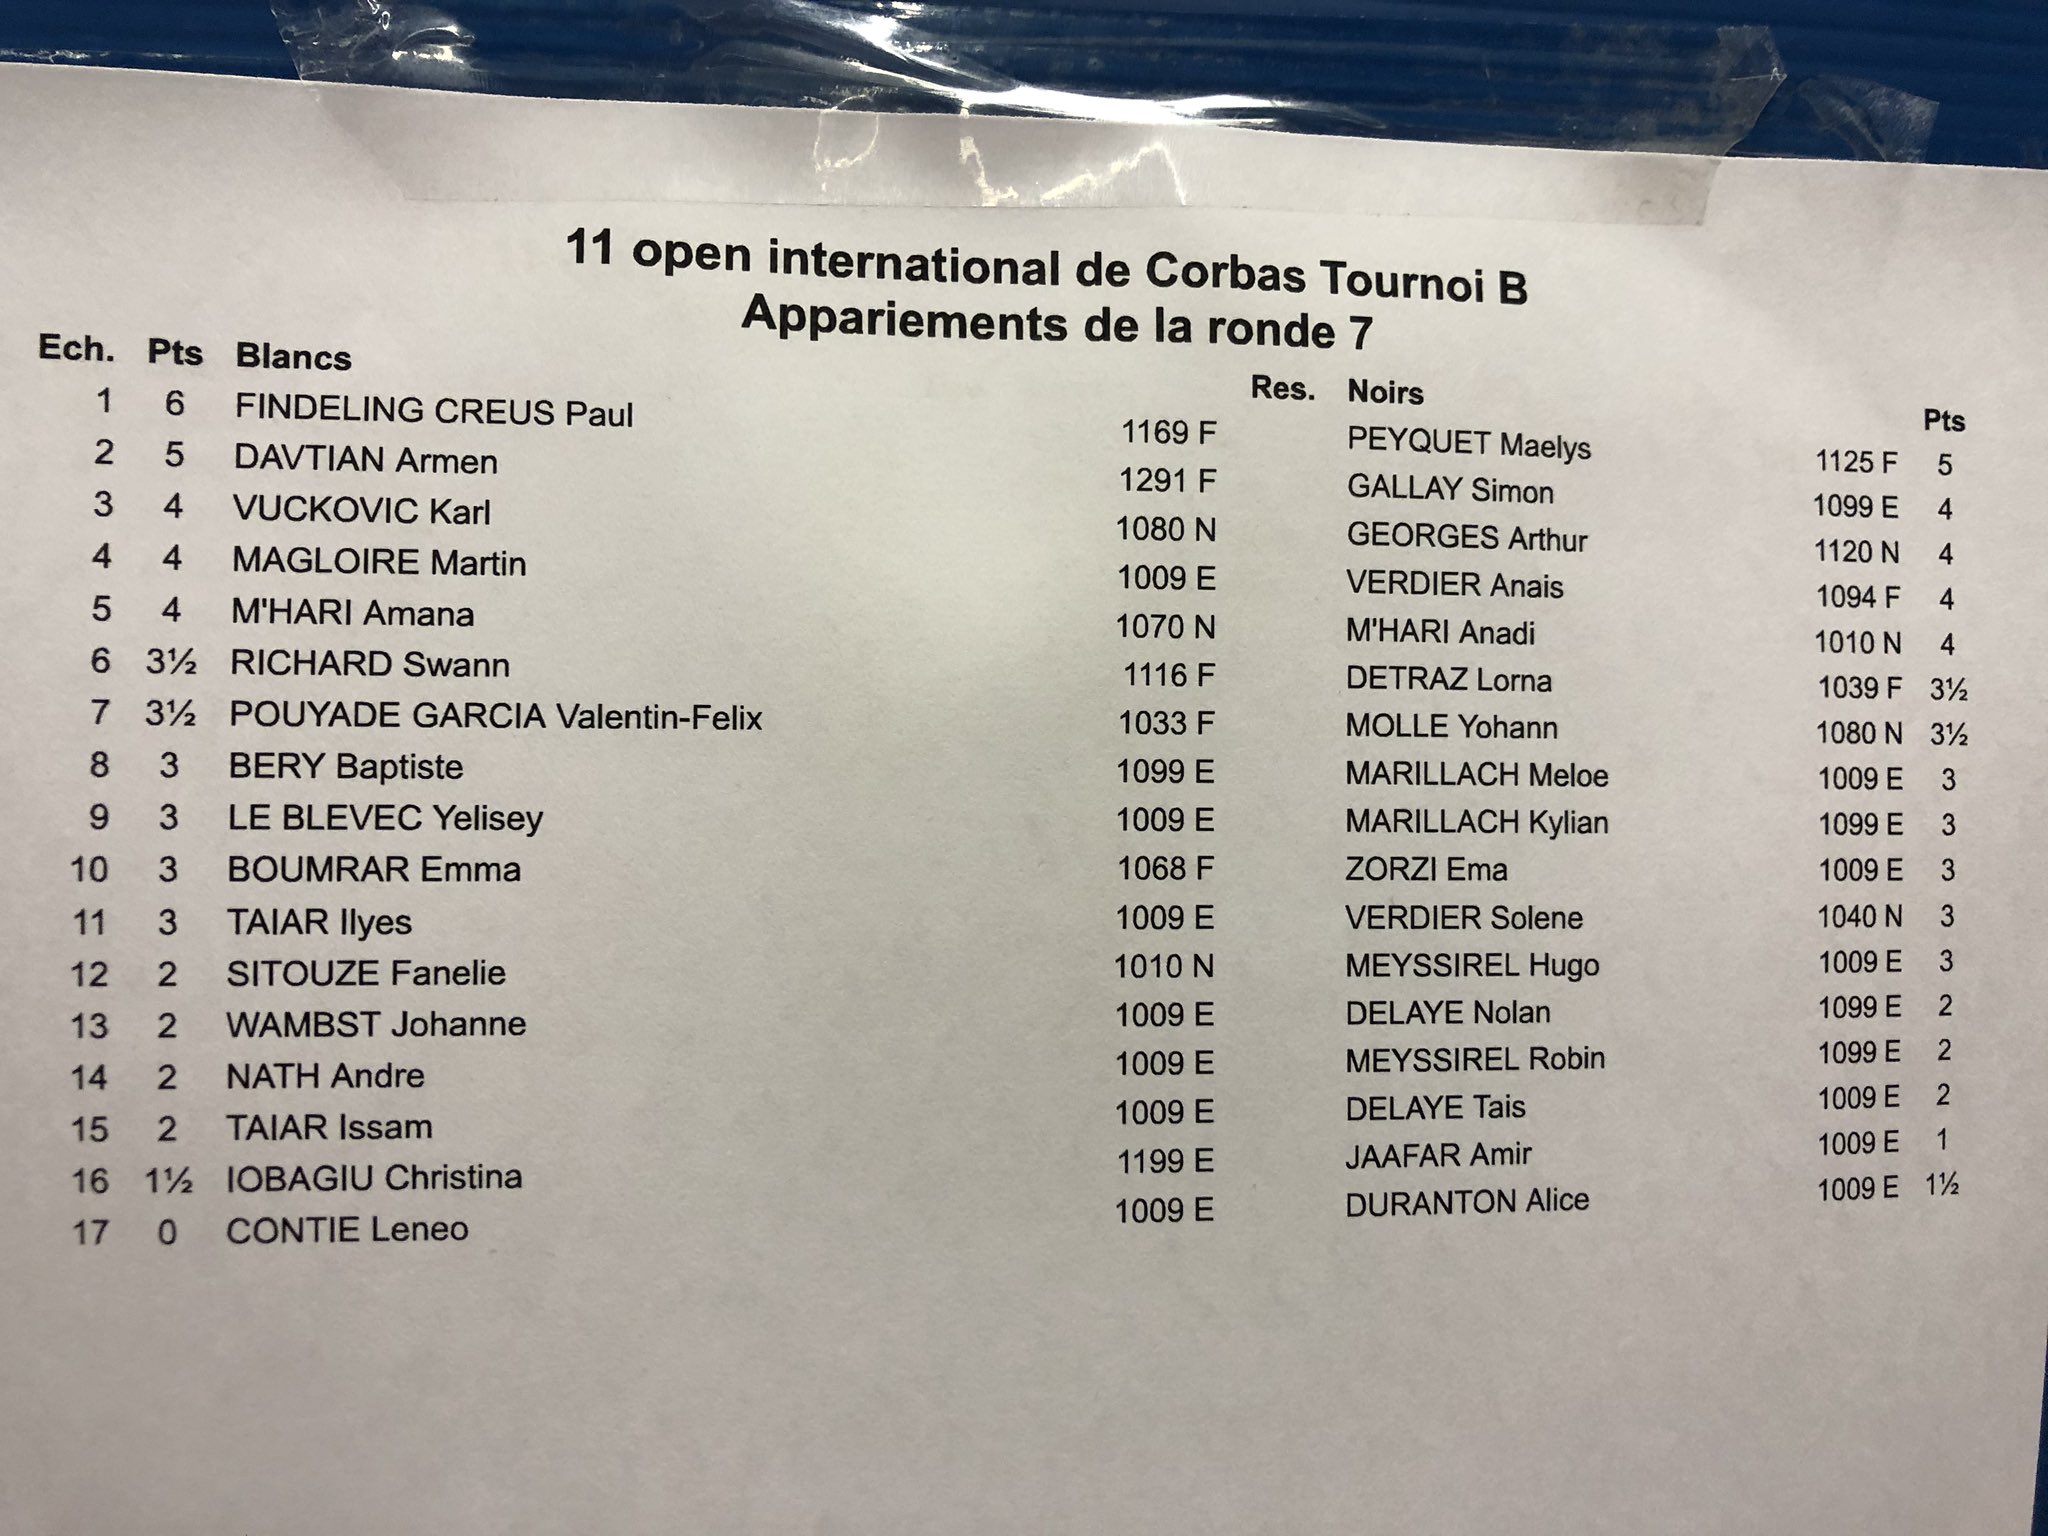 11 open international de Corbas Tournoi B
Appariements de la ronde 7
Ech. Pts Blancs Res. Noirs Pts
1 6 FINDELING CREUS Paul 1169 F PEYQUET Maelys 1125 F 5
2 5 DAVTIAN Armen 1291 F GALLAY Simon 1099 E 4
3 4 VUCKOVIC Karl 1080 N GEORGES Arthur 1120 N 4
4 4 MAGLOIRE Martin 1009 E VERDIER Anais 1094 F 4
5 4 M'HARI Amana 1070 N M'HARI Anadi 1010 N 4
6 3½ RICHARD Swann 1116 F DETRAZ Lorna 1039 F 3½
7 3½ POUYADE GARCIA Valentin-Felix 1033 F MOLLE Yohann 1080 N 3½
8 3 BERY Baptiste 1099 E MARILLACH Meloe 1009 E 3
9 3 LE BLEVEC Yelisey 1009 E MARILLACH Kylian 1099 E 3
10 3 BOUMRAR Emma 1068 F ZORZI Ema 1009 E 3
11 3 TAIAR Ilyes 1009 E VERDIER Solene 1040 N 3
12 2 SITOUZE Fanelie 1010 N MEYSSIREL Hugo 1009 E 3
13 2 WAMBST Johanne 1009 E DELAYE Nolan 1099 E 2
14 2 NATH Andre 1009 E MEYSSIREL Robin 1099 E 2
15 2 TAIAR Issam 1009 E DELAYE Tais 1009 E 2
16 1½ IOBAGIU Christina 1199 E JAAFAR Amir 1009 E 1
17 0 CONTIE Leneo 1009 E DURANTON Alice 1009 E 1½